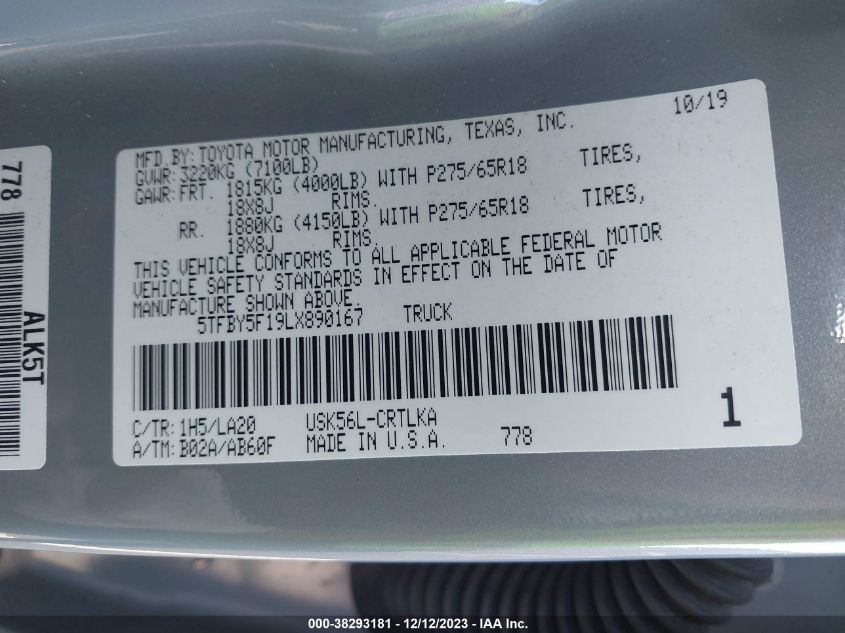 10/19
MFD.BY:TOYOTA MOTOR MANUFACTURING, TEXAS, INC.
GVWR:3220KG (7100LB)
GAWR:FRT. 1815KG (4000LB) WITH P275/65R18 TIRES,
18X8J RIMS.
RR. 1880KG (4150LB) WITH P275/65R18 TIRES,
18X8J RIMS.
THIS VEHICLE CONFORMS TO ALL APPLICABLE FEDERAL MOTOR
VEHICLE SAFETY STANDARDS IN EFFECT ON THE DATE OF
MANUFACTURE SHOWN ABOVE.
5TFBY5F19LX890167 TRUCK
C/TR:1H5/LA20 USK56L-CRTLKA
A/TM:B02A/AB60F MADE IN U.S.A. 778
1
778
ALK5T
000-38293181 - 12/12/2023 - IAA Inc.